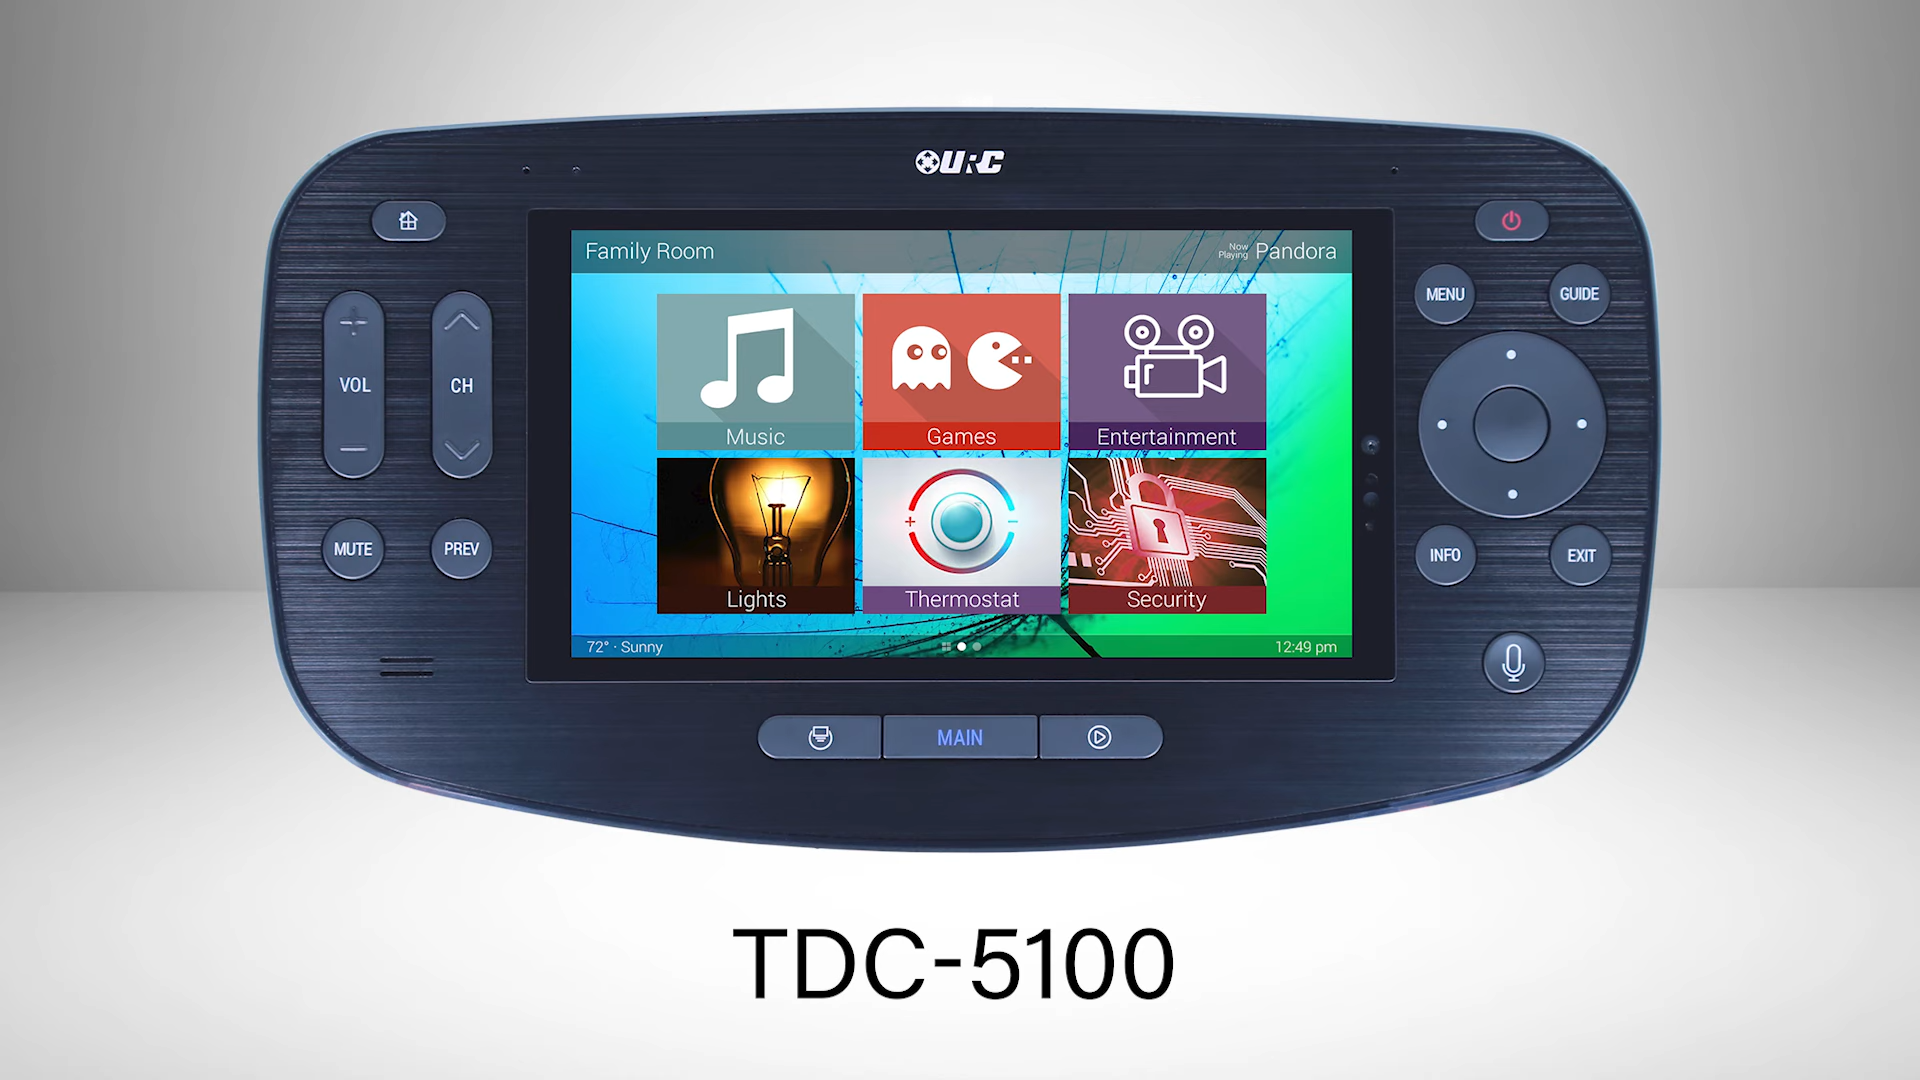 URC
Family Room
Now Playing Pandora
MENU
GUIDE
VOL
CH
Music
Games
Entertainment
MUTE
PREV
INFO
EXIT
Lights
Thermostat
Security
72° · Sunny
12:49 pm
MAIN
TDC-5100